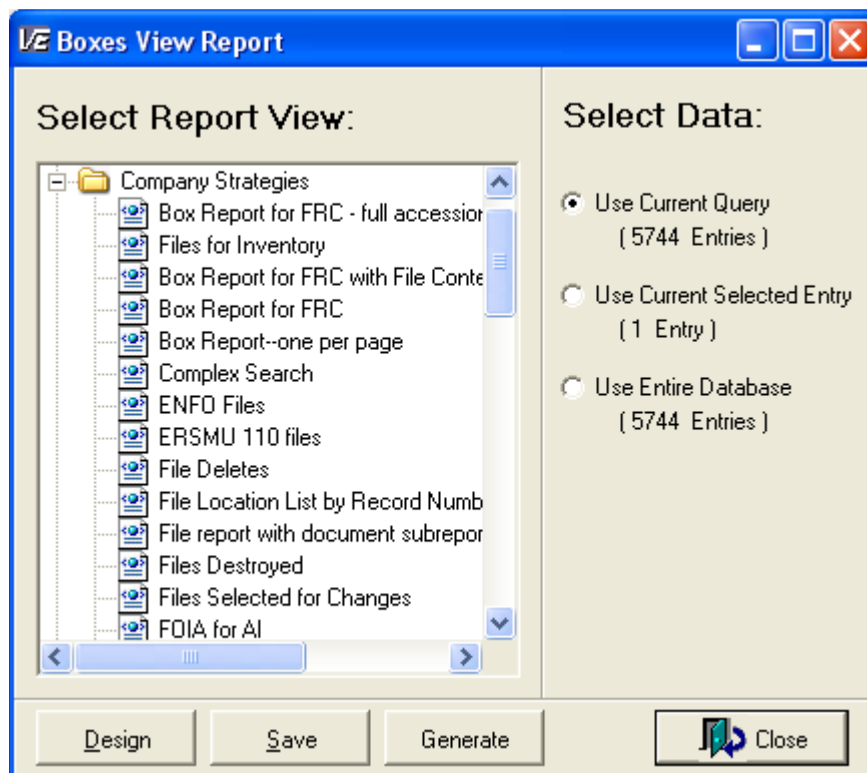 VE Boxes View Report
Select Report View:
Company Strategies
Box Report for FRC - full accession
Files for Inventory
Box Report for FRC with File Conte
Box Report for FRC
Box Report--one per page
Complex Search
ENFO Files
ERSMU 110 files
File Deletes
File Location List by Record Numb
File report with document subrepor
Files Destroyed
Files Selected for Changes
FOIA for AI
Select Data:
Use Current Query
( 5744 Entries )
Use Current Selected Entry
( 1 Entry )
Use Entire Database
( 5744 Entries )
Design
Save
Generate
Close